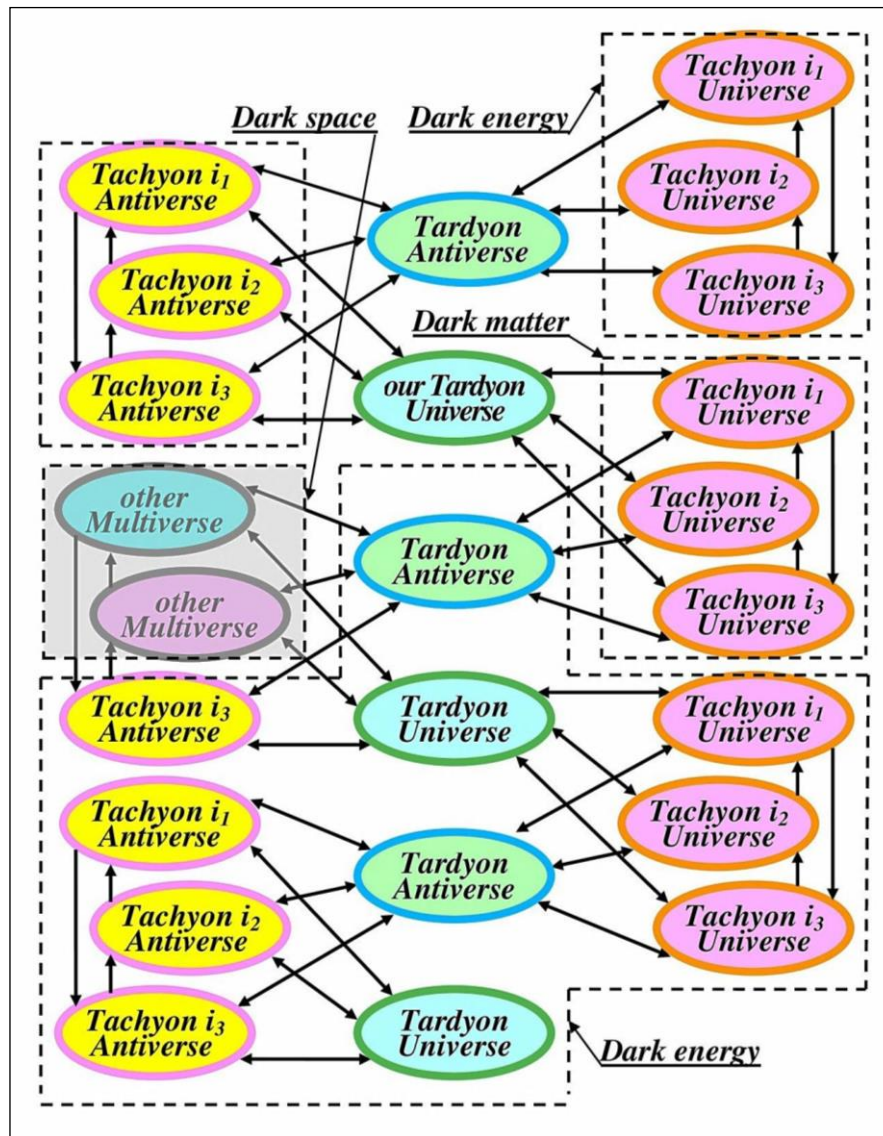 Tachyon i1
Universe
Dark space
Dark energy
Tachyon i1
Antiverse
Tachyon i2
Universe
Tardyon
Antiverse
Tachyon i2
Antiverse
Tachyon i3
Universe
Dark matter
Tachyon i3
Antiverse
our Tardyon
Universe
Tachyon i1
Universe
other
Multiverse
Tachyon i2
Universe
Tardyon
Antiverse
other
Multiverse
Tachyon i3
Universe
Tachyon i3
Antiverse
Tardyon
Universe
Tachyon i1
Universe
Tachyon i1
Antiverse
Tachyon i2
Universe
Tardyon
Antiverse
Tachyon i2
Antiverse
Tachyon i3
Universe
Tachyon i3
Antiverse
Tardyon
Universe
Dark energy